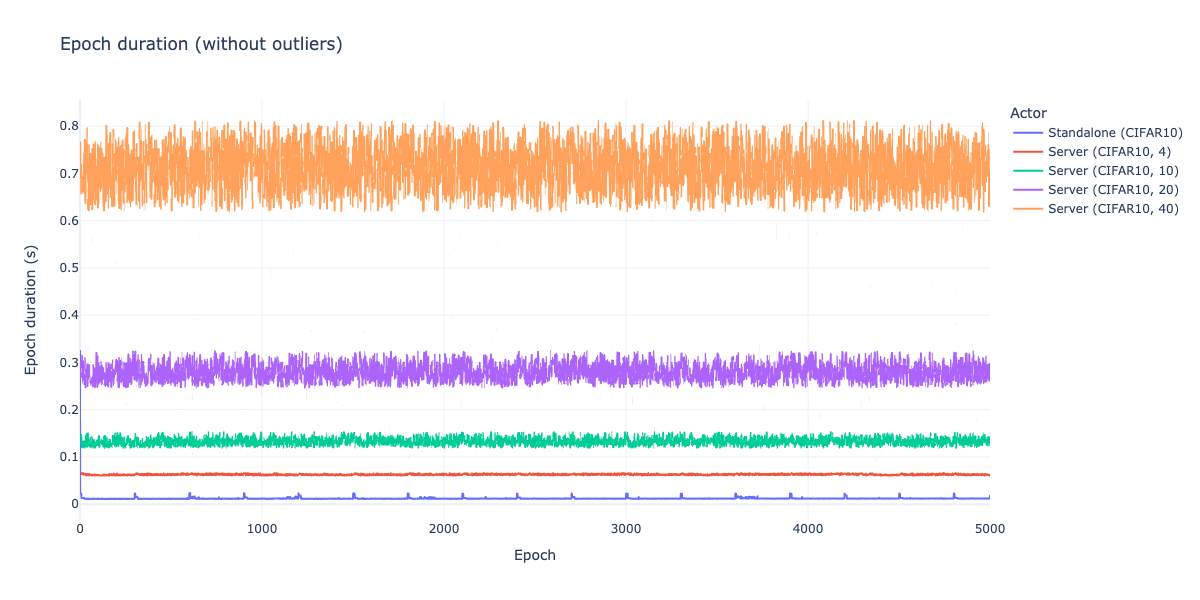 Epoch duration (without outliers)
Actor
Standalone (CIFAR10)
Server (CIFAR10, 4)
Server (CIFAR10, 10)
Server (CIFAR10, 20)
Server (CIFAR10, 40)
0.8
0.7
0.6
0.5
0.4
0.3
0.2
0.1
0
Epoch duration (s)
0
1000
2000
3000
4000
5000
Epoch